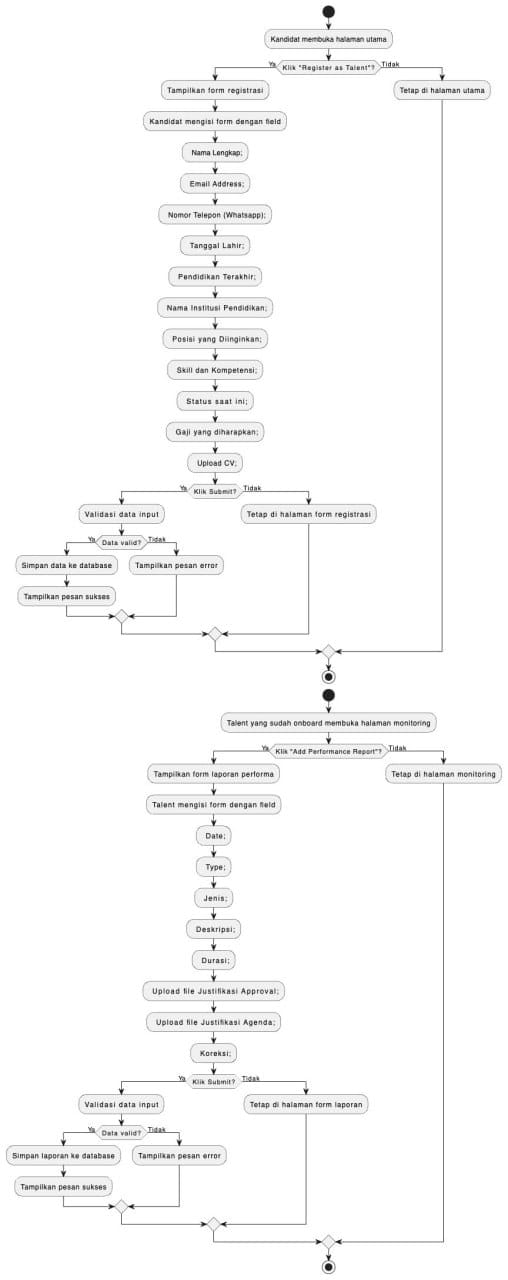 Kandidat membuka halaman utama
Ya
Klik "Register as Talent"?
Tidak
Tampilkan form registrasi
Tetap di halaman utama
Kandidat mengisi form dengan field
Nama Lengkap;
Email Address;
Nomor Telepon (Whatsapp);
Tanggal Lahir;
Pendidikan Terakhir;
Nama Institusi Pendidikan;
Posisi yang Diinginkan;
Skill dan Kompetensi;
Status saat ini;
Gaji yang diharapkan;
Upload CV;
Ya
Klik Submit?
Tidak
Validasi data input
Tetap di halaman form registrasi
Ya
Data valid?
Tidak
Simpan data ke database
Tampilkan pesan error
Tampilkan pesan sukses
Talent yang sudah onboard membuka halaman monitoring
Ya
Klik "Add Performance Report"?
Tidak
Tampilkan form laporan performa
Tetap di halaman monitoring
Talent mengisi form dengan field
Date;
Type;
Jenis;
Deskripsi;
Durasi;
Upload file Justifikasi Approval;
Upload file Justifikasi Agenda;
Koreksi;
Ya
Klik Submit?
Tidak
Validasi data input
Tetap di halaman form laporan
Ya
Data valid?
Tidak
Simpan laporan ke database
Tampilkan pesan error
Tampilkan pesan sukses